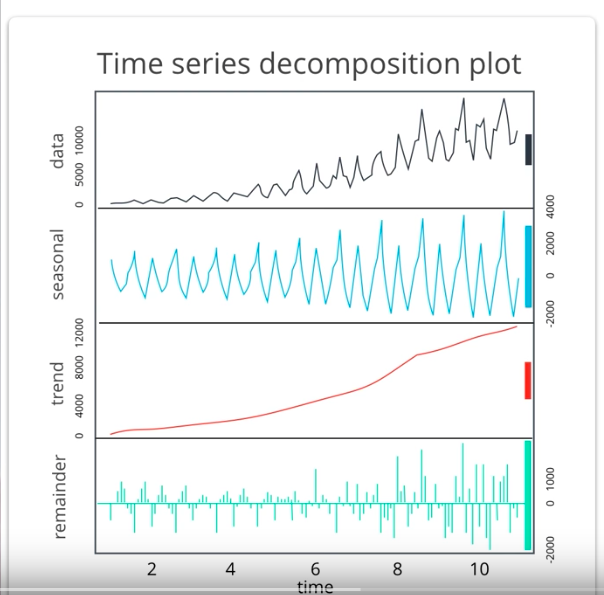 Time series decomposition plot
data
0 5000 10000
seasonal
-2000 0 2000 4000
trend
0 4000 8000 12000
remainder
-2000 0 1000
2 4 6 8 10
time